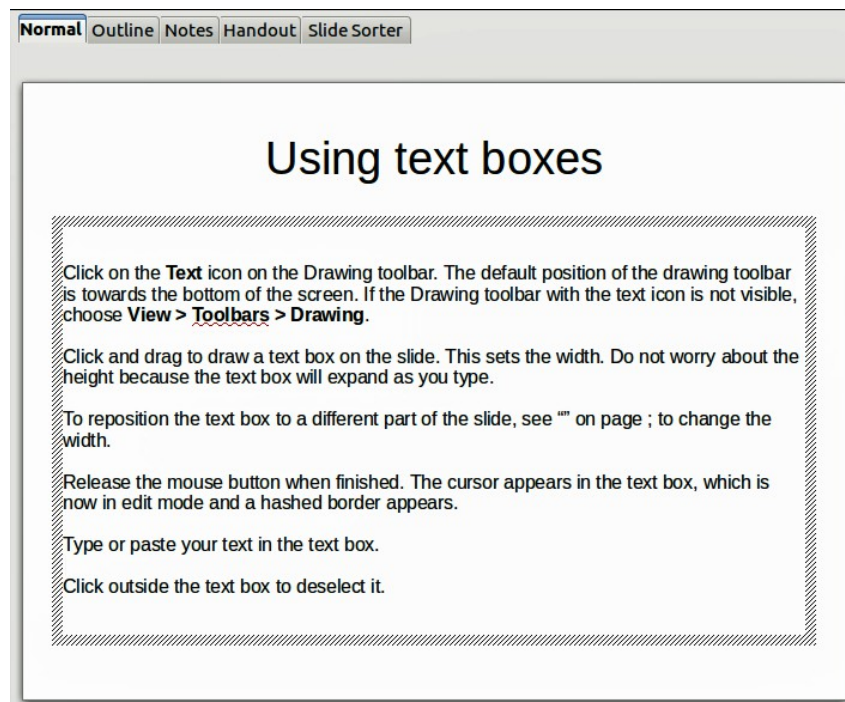 Normal Outline Notes Handout Slide Sorter
Using text boxes
Click on the Text icon on the Drawing toolbar. The default position of the drawing toolbar
is towards the bottom of the screen. If the Drawing toolbar with the text icon is not visible,
choose View > Toolbars > Drawing.
Click and drag to draw a text box on the slide. This sets the width. Do not worry about the
height because the text box will expand as you type.
To reposition the text box to a different part of the slide, see “” on page ; to change the
width.
Release the mouse button when finished. The cursor appears in the text box, which is
now in edit mode and a hashed border appears.
Type or paste your text in the text box.
Click outside the text box to deselect it.